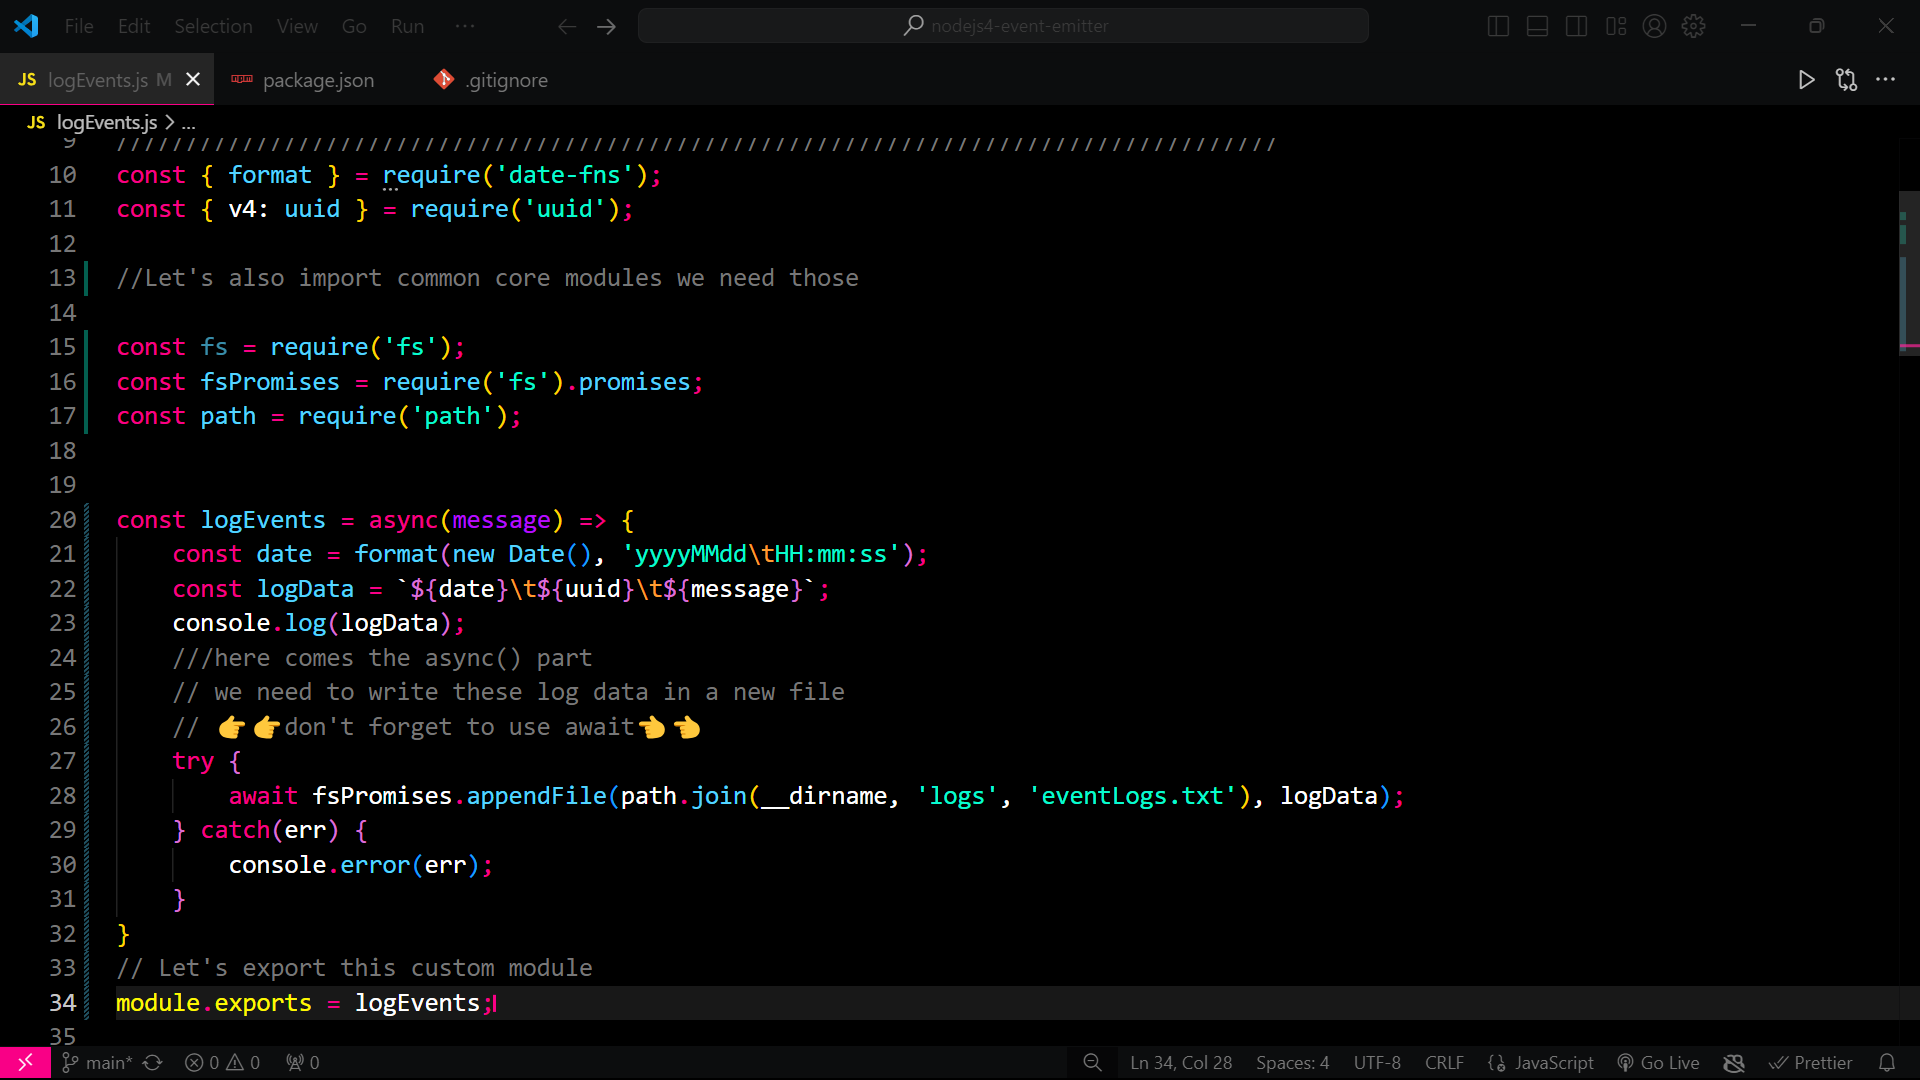 File Edit Selection View Go Run ··· nodejs4-event-emitter
JS logEvents.js M package.json .gitignore
JS logEvents.js > ...
9 ///////////////////////////////////////////////////////////////////////////////////
10 const { format } = require('date-fns');
11 const { v4: uuid } = require('uuid');
12
13 //Let's also import common core modules we need those
14
15 const fs = require('fs');
16 const fsPromises = require('fs').promises;
17 const path = require('path');
18
19
20 const logEvents = async(message) => {
21 const date = format(new Date(), 'yyyyMMdd\tHH:mm:ss');
22 const logData = `${date}\t${uuid}\t${message}`;
23 console.log(logData);
24 ///here comes the async() part
25 // we need to write these log data in a new file
26 // 👉👉don't forget to use await👈👈
27 try {
28 await fsPromises.appendFile(path.join(__dirname, 'logs', 'eventLogs.txt'), logData);
29 } catch(err) {
30 console.error(err);
31 }
32 }
33 // Let's export this custom module
34 module.exports = logEvents;
35
main* 0 0 0 Ln 34, Col 28 Spaces: 4 UTF-8 CRLF JavaScript Go Live Prettier